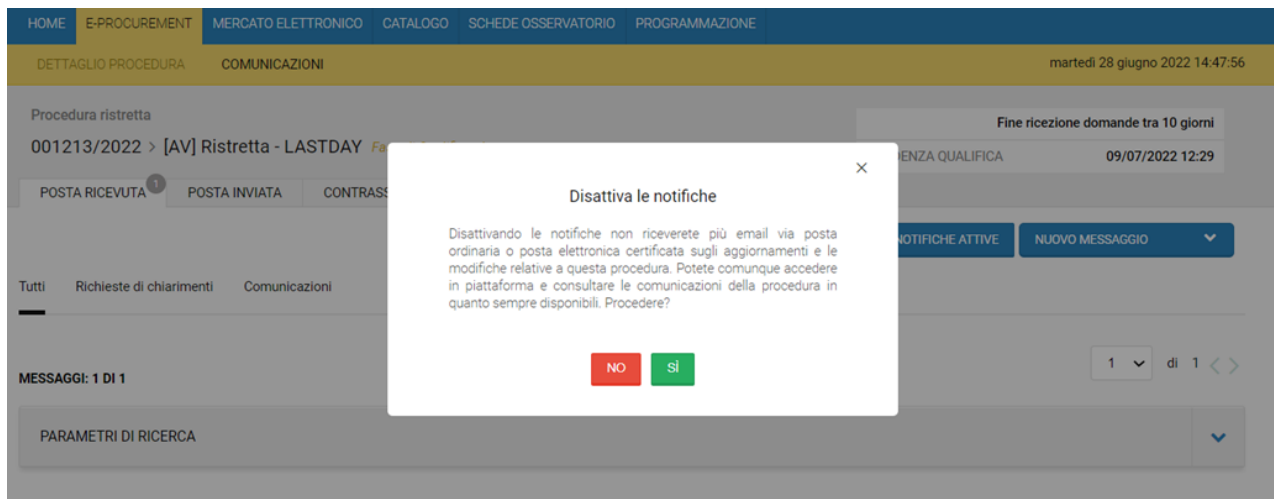 HOME E-PROCUREMENT MERCATO ELETTRONICO CATALOGO SCHEDE OSSERVATORIO PROGRAMMAZIONE
DETTAGLIO PROCEDURA COMUNICAZIONI martedì 28 giugno 2022 14:47:56
Procedura ristretta
Fine ricezione domande tra 10 giorni
001213/2022 > [AV] Ristretta - LASTDAY
QUALIFICA 09/07/2022 12:29
POSTA RICEVUTA 1 POSTA INVIATA
Disattiva le notifiche
Disattivando le notifiche non riceverete più email via posta
ordinaria o posta elettronica certificata sugli aggiornamenti e le
modifiche relative a questa procedura. Potete comunque accedere
in piattaforma e consultare le comunicazioni della procedura in
quanto sempre disponibili. Procedere?
NO SÌ
NOTIFICHE ATTIVE NUOVO MESSAGGIO
Tutti Richieste di chiarimenti Comunicazioni
MESSAGGI: 1 DI 1
1 di 1
PARAMETRI DI RICERCA